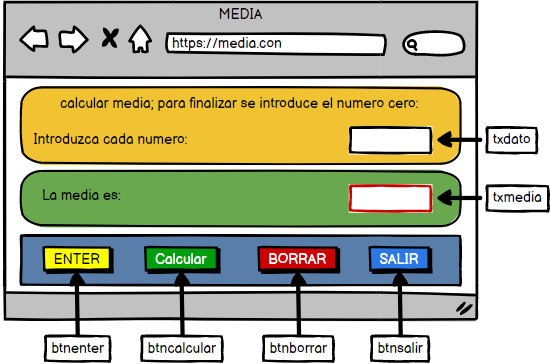 MEDIA
https://media.con
calcular media; para finalizar se introduce el numero cero:
Introduzca cada numero:
txdato
La media es:
txmedia
ENTER Calcular BORRAR SALIR
btnenter btncalcular btnborrar btnsalir